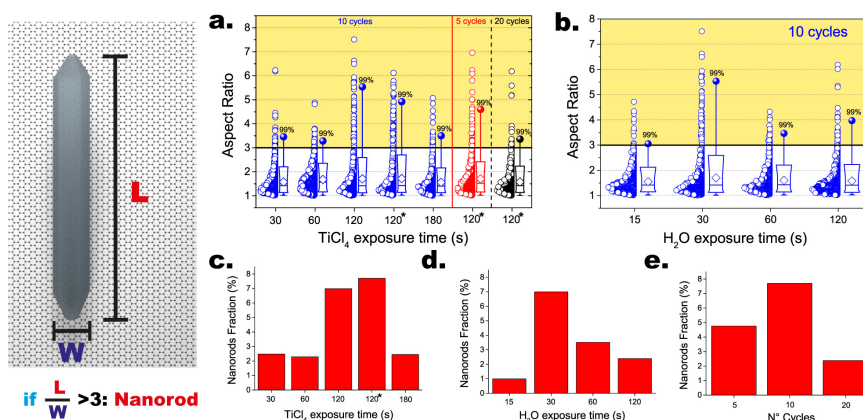 L
W
if L/W >3: Nanorod
a.
10 cycles
5 cycles
20 cycles
Aspect Ratio
8
7
6
5
4
3
2
1
99%
99%
99%
99%
99%
99%
99%
30 60 120 120* 180 120* 120*
TiCl₄ exposure time (s)
b.
10 cycles
Aspect Ratio
8
7
6
5
4
3
2
1
99%
99%
99%
99%
15 30 60 120
H₂O exposure time (s)
c.
Nanorods Fraction (%)
8
7
6
5
4
3
2
1
0
30 60 120 120* 180
TiCl₄ exposure time (s)
d.
Nanorods Fraction (%)
8
7
6
5
4
3
2
1
0
15 30 60 120
H₂O exposure time (s)
e.
Nanorods Fraction (%)
8
7
6
5
4
3
2
1
0
5 10 20
N° Cycles